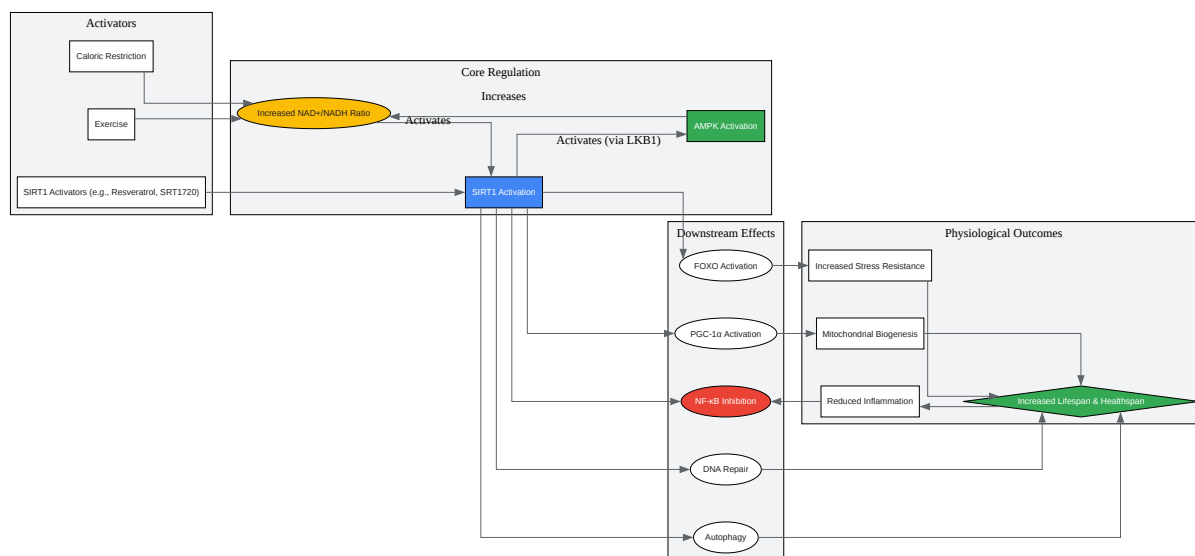 Activators
Caloric Restriction
Exercise
SIRT1 Activators (e.g., Resveratrol, SRT1720)
Core Regulation
Increases
Increased NAD+/NADH Ratio
Activates
AMPK Activation
Activates (via LKB1)
SIRT1 Activation
Downstream Effects
FOXO Activation
PGC-1α Activation
NF-κB Inhibition
DNA Repair
Autophagy
Physiological Outcomes
Increased Stress Resistance
Mitochondrial Biogenesis
Reduced Inflammation
Increased Lifespan & Healthspan